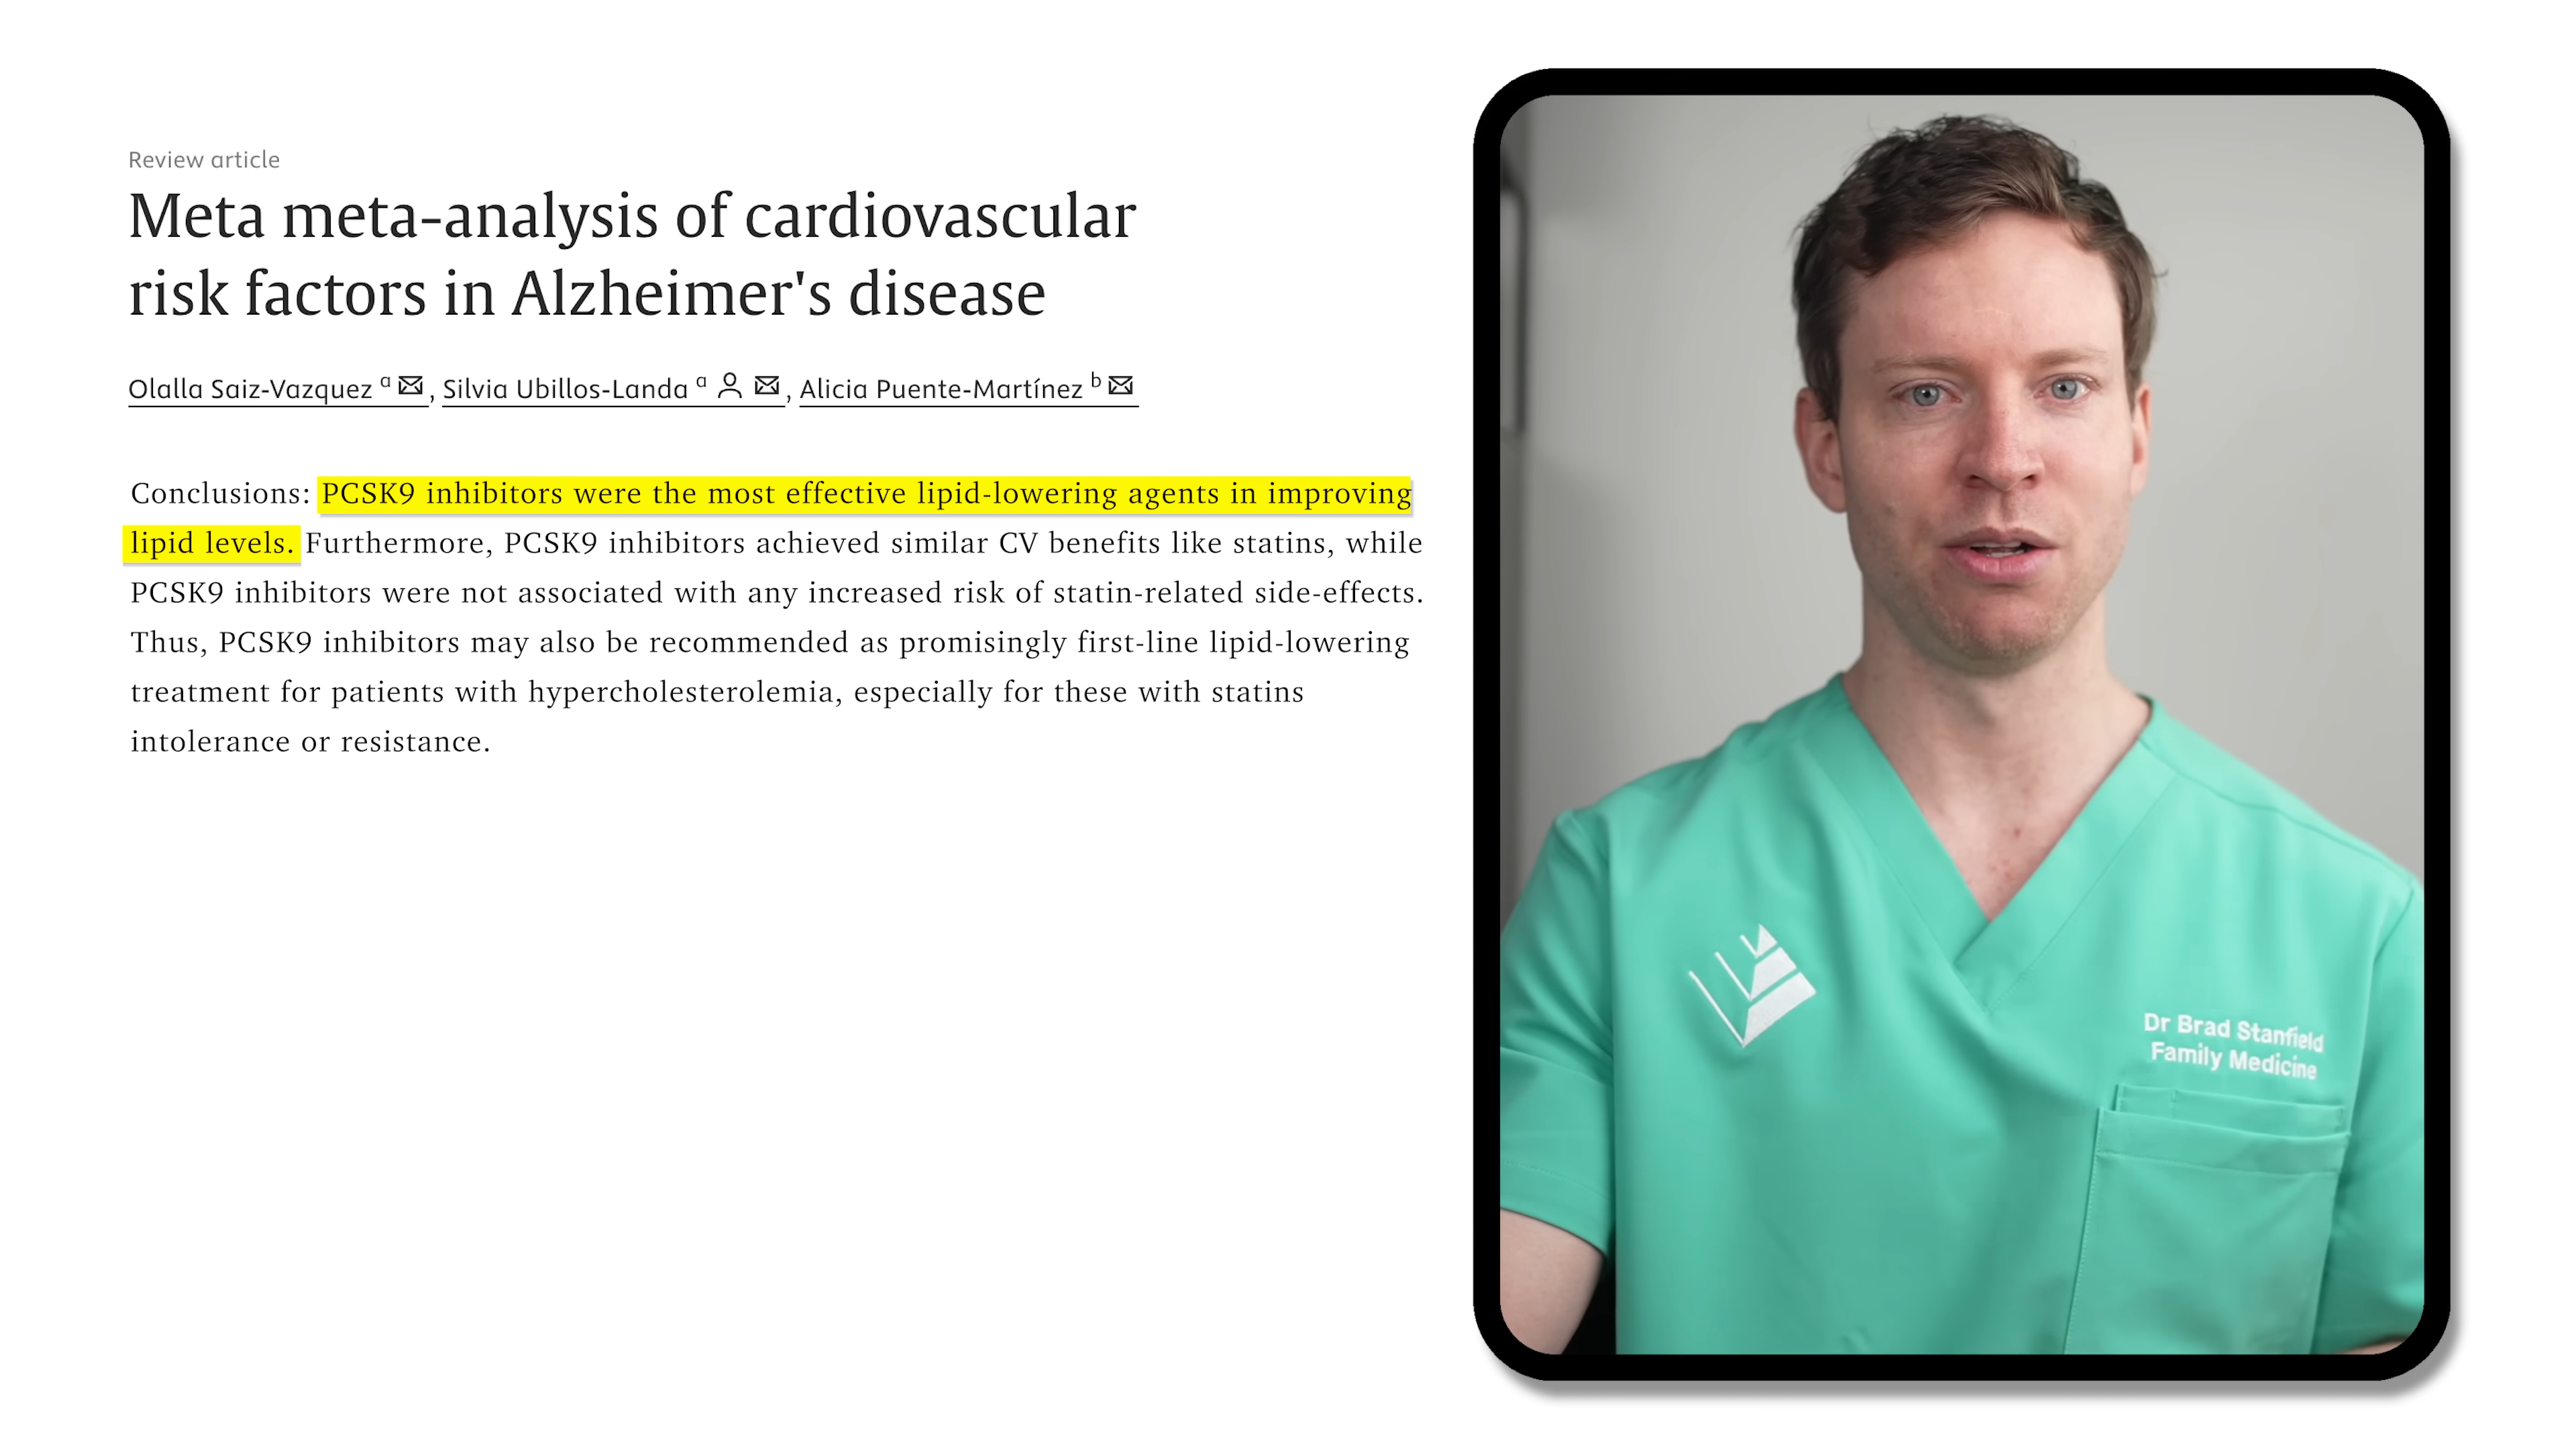 Review article
Meta meta-analysis of cardiovascular
risk factors in Alzheimer's disease
Olalla Saiz-Vazquez a, Silvia Ubillos-Landa a, Alicia Puente-Martínez b
Conclusions: PCSK9 inhibitors were the most effective lipid-lowering agents in improving
lipid levels. Furthermore, PCSK9 inhibitors achieved similar CV benefits like statins, while
PCSK9 inhibitors were not associated with any increased risk of statin-related side-effects.
Thus, PCSK9 inhibitors may also be recommended as promisingly first-line lipid-lowering
treatment for patients with hypercholesterolemia, especially for these with statins
intolerance or resistance.
Dr Brad Stanfield
Family Medicine